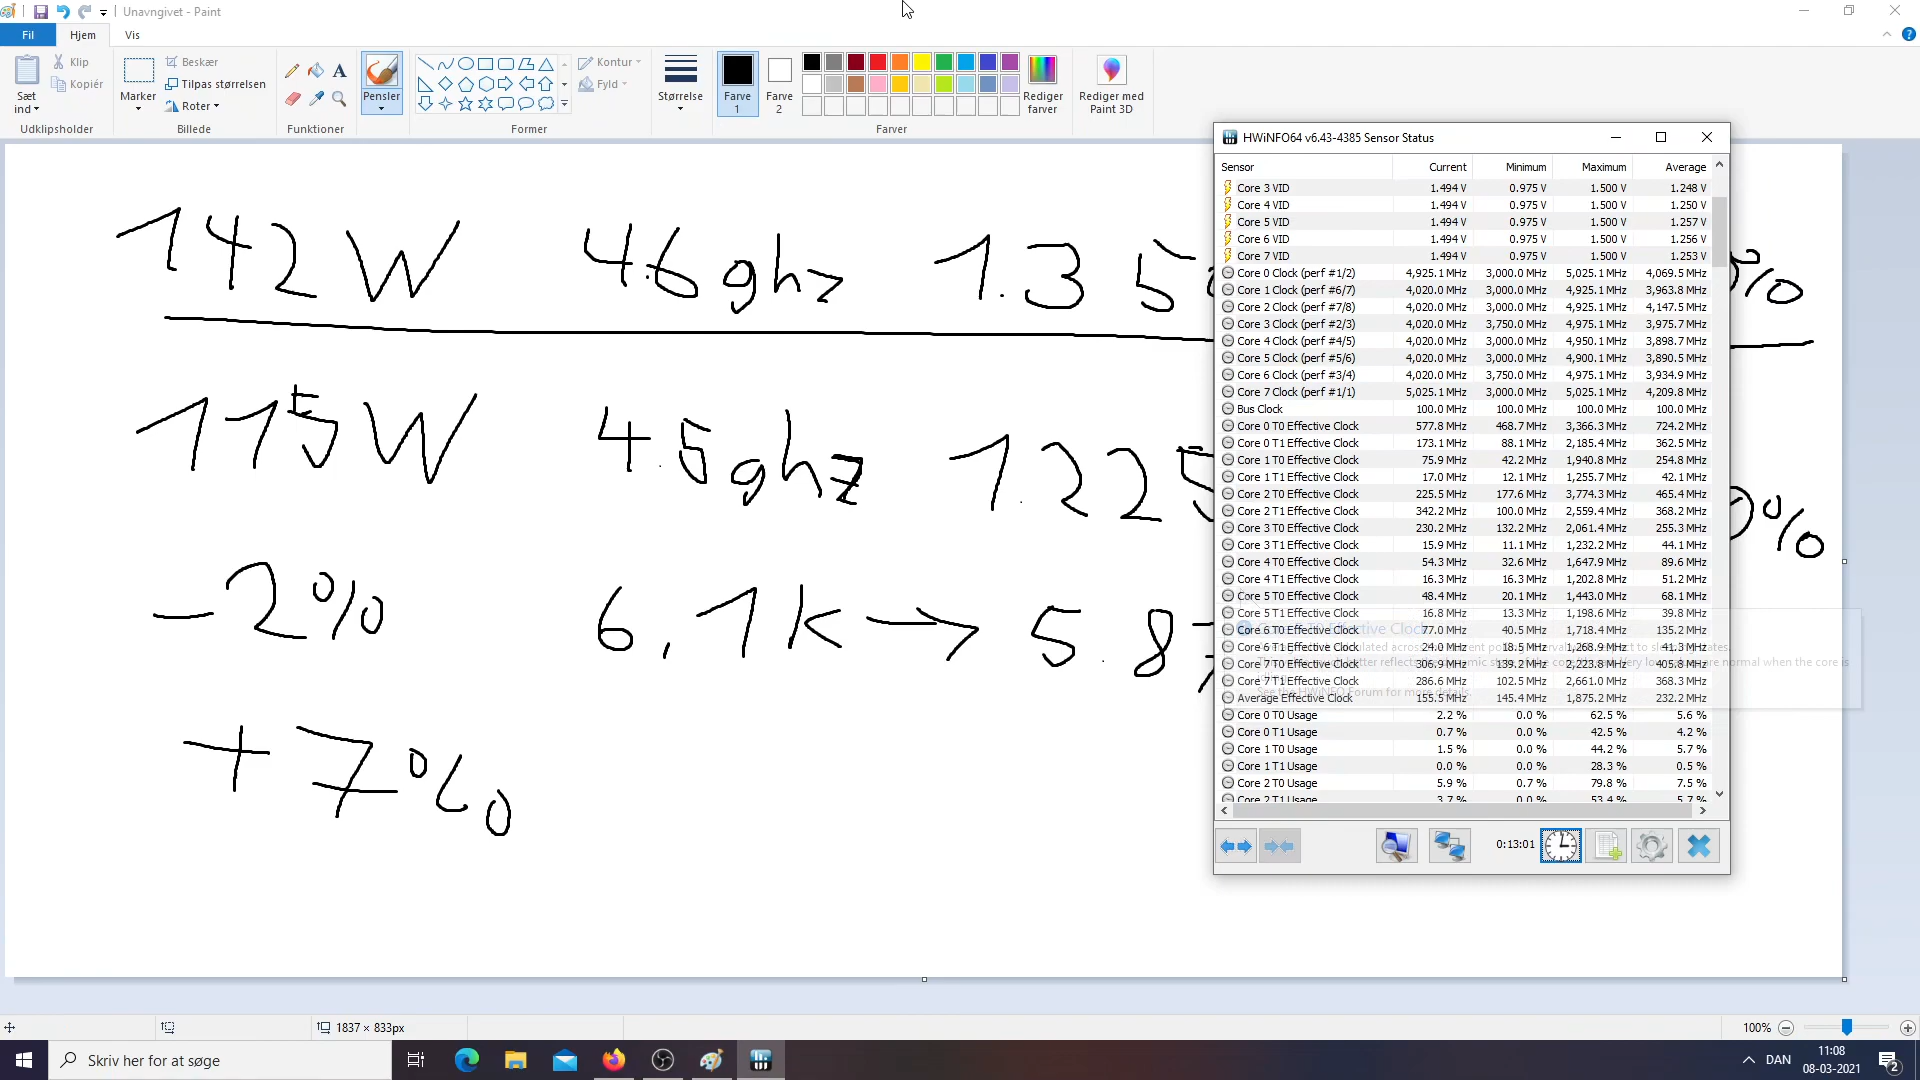 Unavngivet - Paint
Fil Hjem Vis
Sæt ind
Klip
Kopiér
Udklipsholder
Marker
Beskær
Tilpas størrelsen
Roter
Billede
Pensler
Funktioner
Kontur
Fyld
Former
Størrelse
Farve 1
Farve 2
Rediger farver
Farver
Rediger med Paint 3D
142 W 4.6 ghz 1.35 %
115W 4.5ghz 1.225 0%
-2% 6,1k → 5.8
+7%
HWiNFO64 v6.43-4385 Sensor Status
Sensor Current Minimum Maximum Average
Core 3 VID 1.494 V 0.975 V 1.500 V 1.248 V
Core 4 VID 1.494 V 0.975 V 1.500 V 1.250 V
Core 5 VID 1.494 V 0.975 V 1.500 V 1.257 V
Core 6 VID 1.494 V 0.975 V 1.500 V 1.256 V
Core 7 VID 1.494 V 0.975 V 1.500 V 1.253 V
Core 0 Clock (perf #1/2) 4,925.1 MHz 3,000.0 MHz 5,025.1 MHz 4,069.5 MHz
Core 1 Clock (perf #6/7) 4,020.0 MHz 3,000.0 MHz 4,925.1 MHz 3,963.8 MHz
Core 2 Clock (perf #7/8) 4,020.0 MHz 3,000.0 MHz 4,925.1 MHz 4,147.5 MHz
Core 3 Clock (perf #2/3) 4,020.0 MHz 3,750.0 MHz 4,975.1 MHz 3,975.7 MHz
Core 4 Clock (perf #4/5) 4,020.0 MHz 3,000.0 MHz 4,950.1 MHz 3,898.7 MHz
Core 5 Clock (perf #5/6) 4,020.0 MHz 3,000.0 MHz 4,900.1 MHz 3,890.5 MHz
Core 6 Clock (perf #3/4) 4,020.0 MHz 3,750.0 MHz 4,975.1 MHz 3,934.9 MHz
Core 7 Clock (perf #1/1) 5,025.1 MHz 3,000.0 MHz 5,025.1 MHz 4,209.8 MHz
Bus Clock 100.0 MHz 100.0 MHz 100.0 MHz 100.0 MHz
Core 0 T0 Effective Clock 577.8 MHz 468.7 MHz 3,366.3 MHz 724.2 MHz
Core 0 T1 Effective Clock 173.1 MHz 88.1 MHz 2,185.4 MHz 362.5 MHz
Core 1 T0 Effective Clock 75.9 MHz 42.2 MHz 1,940.8 MHz 254.8 MHz
Core 1 T1 Effective Clock 17.0 MHz 12.1 MHz 1,255.7 MHz 42.1 MHz
Core 2 T0 Effective Clock 225.5 MHz 177.6 MHz 3,774.3 MHz 465.4 MHz
Core 2 T1 Effective Clock 342.2 MHz 100.0 MHz 2,559.4 MHz 368.2 MHz
Core 3 T0 Effective Clock 230.2 MHz 132.2 MHz 2,061.4 MHz 255.3 MHz
Core 3 T1 Effective Clock 15.9 MHz 11.1 MHz 1,232.2 MHz 44.1 MHz
Core 4 T0 Effective Clock 54.3 MHz 32.6 MHz 1,647.9 MHz 89.6 MHz
Core 4 T1 Effective Clock 16.3 MHz 16.3 MHz 1,202.8 MHz 51.2 MHz
Core 5 T0 Effective Clock 48.4 MHz 20.1 MHz 1,443.0 MHz 68.1 MHz
Core 5 T1 Effective Clock 16.8 MHz 13.3 MHz 1,198.6 MHz 39.8 MHz
Core 6 T0 Effective Clock 77.0 MHz 40.5 MHz 1,718.4 MHz 135.2 MHz
Core 6 T1 Effective Clock 24.0 MHz 18.5 MHz 1,268.9 MHz 41.3 MHz
Core 7 T0 Effective Clock 306.9 MHz 139.2 MHz 2,223.8 MHz 405.8 MHz
Core 7 T1 Effective Clock 286.6 MHz 102.5 MHz 2,661.0 MHz 368.3 MHz
Average Effective Clock 155.5 MHz 145.4 MHz 1,875.2 MHz 232.2 MHz
See the HWiNFO Forum for more details.
Core 0 T0 Usage 2.2 % 0.0 % 62.5 % 5.6 %
Core 0 T1 Usage 0.7 % 0.0 % 42.5 % 4.2 %
Core 1 T0 Usage 1.5 % 0.0 % 44.2 % 5.7 %
Core 1 T1 Usage 0.0 % 0.0 % 28.3 % 0.5 %
Core 2 T0 Usage 5.9 % 0.7 % 79.8 % 7.5 %
Core 2 T1 Usage 3.7 % 0.0 % 53.4 % 5.7 %
0:13:01
1837 × 833px
100%
Skriv her for at søge
DAN
11:08
08-03-2021
2